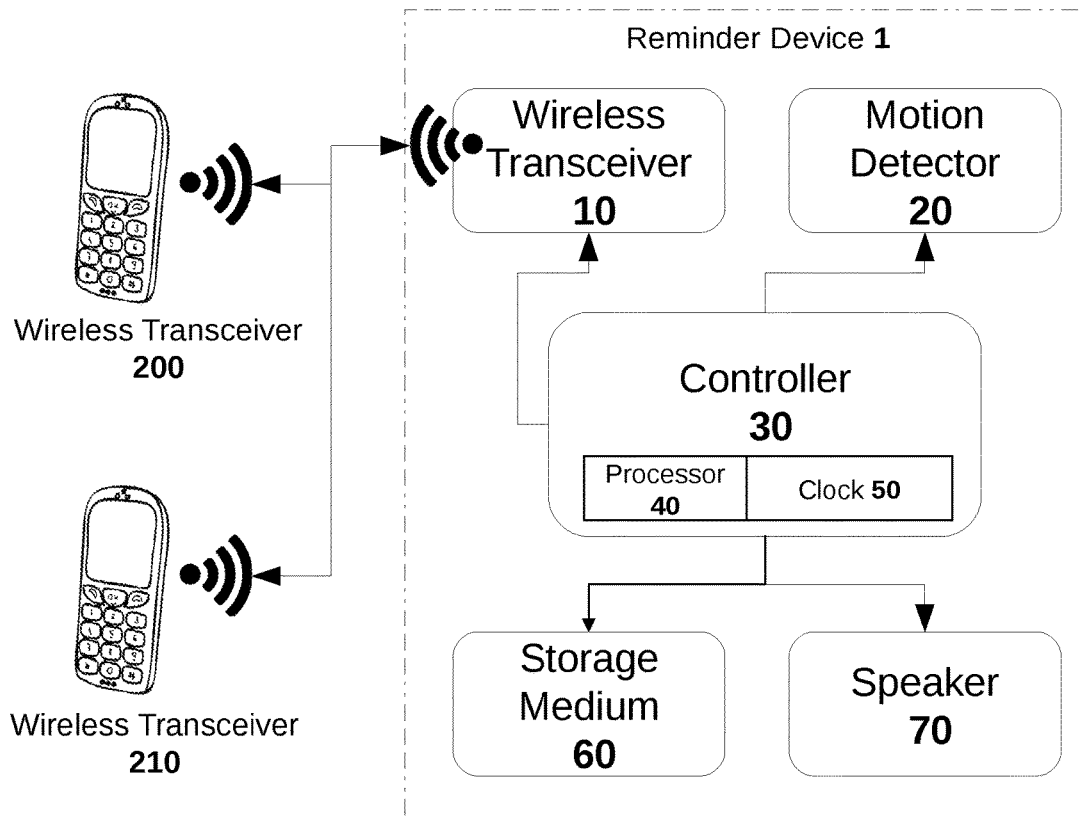 Reminder Device 1
Wireless
Transceiver
10
Motion
Detector
20
Wireless Transceiver
200
Controller
30
Processor
40
Clock 50
Wireless Transceiver
210
Storage
Medium
60
Speaker
70